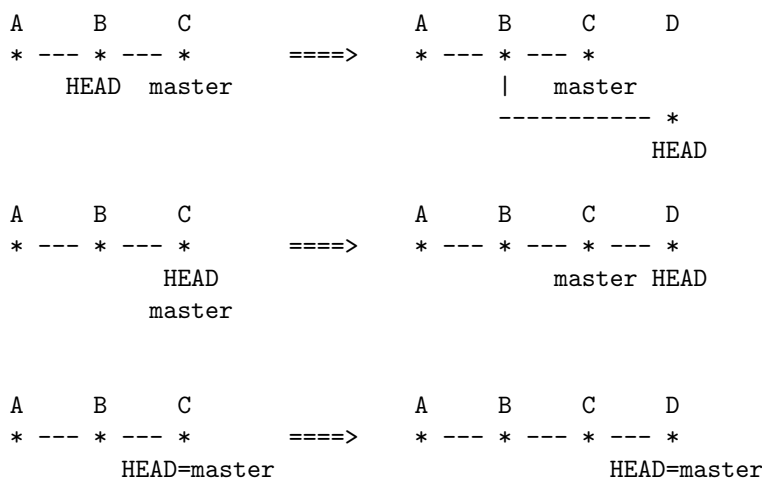 A B C A B C D
* --- * --- * ====> * --- * --- *
HEAD master | master
----------- *
HEAD
A B C A B C D
* --- * --- * ====> * --- * --- * --- *
HEAD master HEAD
master
A B C A B C D
* --- * --- * ====> * --- * --- * --- *
HEAD=master HEAD=master